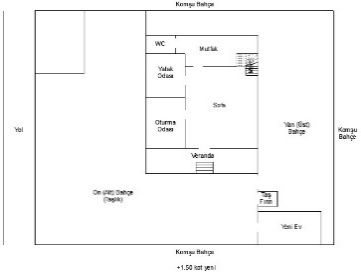 Komşu Bahçe
WC
Mutfak
Yatak
Odası
Sofa
Oturma
Odası
Yan (Üst)
Bahçe
Yol
Komşu
Bahçe
Veranda
Ön (Alt) Bahçe
(Taşlık)
Taş
Fırın
Yeni Ev
Komşu Bahçe
+1.50 kot yeni